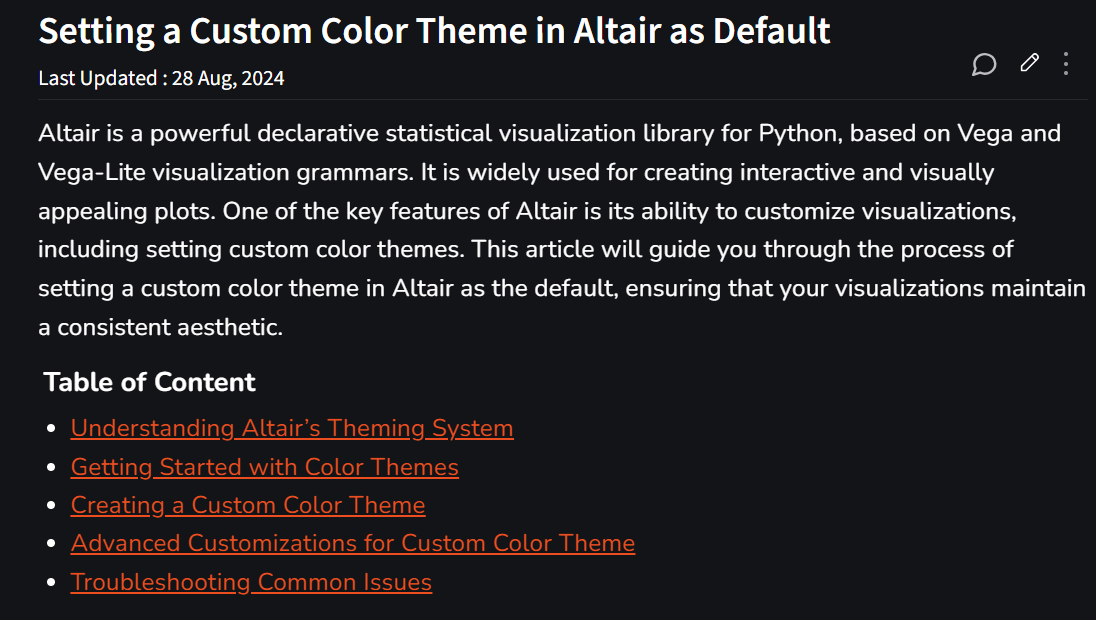 Setting a Custom Color Theme in Altair as Default
Last Updated : 28 Aug, 2024
Altair is a powerful declarative statistical visualization library for Python, based on Vega and
Vega-Lite visualization grammars. It is widely used for creating interactive and visually
appealing plots. One of the key features of Altair is its ability to customize visualizations,
including setting custom color themes. This article will guide you through the process of
setting a custom color theme in Altair as the default, ensuring that your visualizations maintain
a consistent aesthetic.
Table of Content
Understanding Altair’s Theming System
Getting Started with Color Themes
Creating a Custom Color Theme
Advanced Customizations for Custom Color Theme
Troubleshooting Common Issues